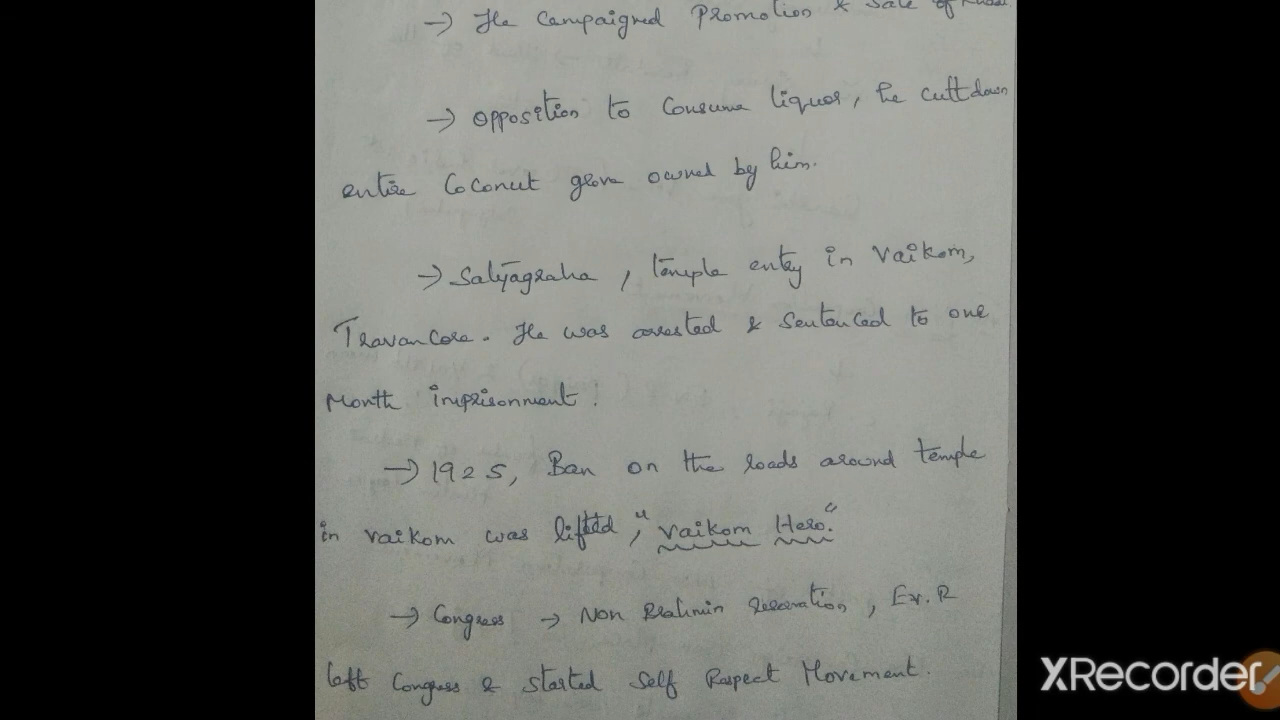 → He Campaigned Promotion & Sale of
→ opposition to Consume liquor, he cuttdown
entire Coconut grove owned by him.
→ Satyagraha, temple entry in Vaikom,
Travancore. He was arrested & Sentenced to one
Month imprisonment.
→ 1925, Ban on the roads around temple
in vaikom was lifted, "Vaikom Hero."
→ Congress → Non Brahmin reservation, Ev.R
left Congress & started Self Respect Movement.
XRecorder